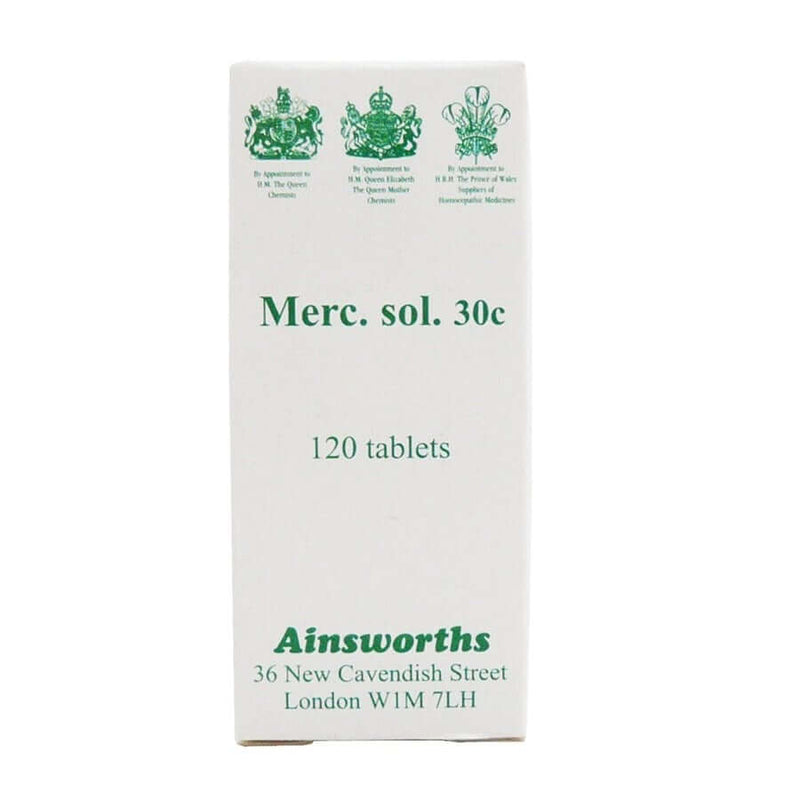 By Appointment to
H.M. The Queen
Chemists
By Appointment to
H.M. Queen Elizabeth
The Queen Mother
Chemists
By Appointment to
H.R.H. The Prince of Wales
Suppliers of
Homoeopathic Medicines
Merc. sol. 30c
120 tablets
Ainsworths
36 New Cavendish Street
London W1M 7LH